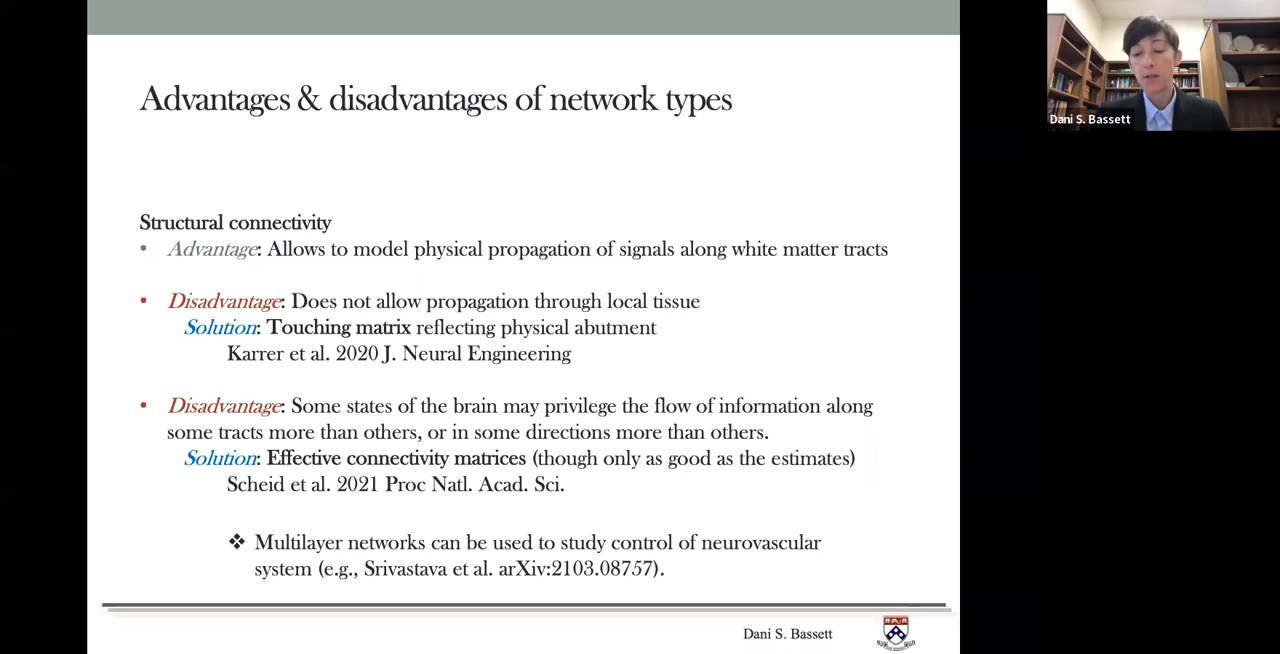 Advantages & disadvantages of network types
Dani S. Bassett
Structural connectivity
• Advantage: Allows to model physical propagation of signals along white matter tracts
• Disadvantage: Does not allow propagation through local tissue
Solution: Touching matrix reflecting physical abutment
Karrer et al. 2020 J. Neural Engineering
• Disadvantage: Some states of the brain may privilege the flow of information along
some tracts more than others, or in some directions more than others.
Solution: Effective connectivity matrices (though only as good as the estimates)
Scheid et al. 2021 Proc Natl. Acad. Sci.
❖ Multilayer networks can be used to study control of neurovascular
system (e.g., Srivastava et al. arXiv:2103.08757).
Dani S. Bassett